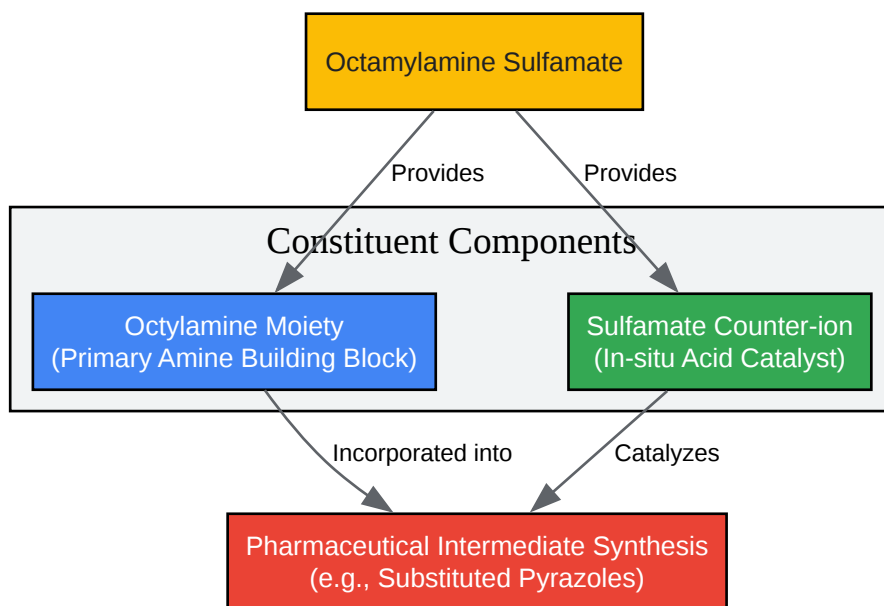 Octamylamine Sulfamate
Provides
Provides
Constituent Components
Octylamine Moiety
(Primary Amine Building Block)
Sulfamate Counter-ion
(In-situ Acid Catalyst)
Incorporated into
Catalyzes
Pharmaceutical Intermediate Synthesis
(e.g., Substituted Pyrazoles)